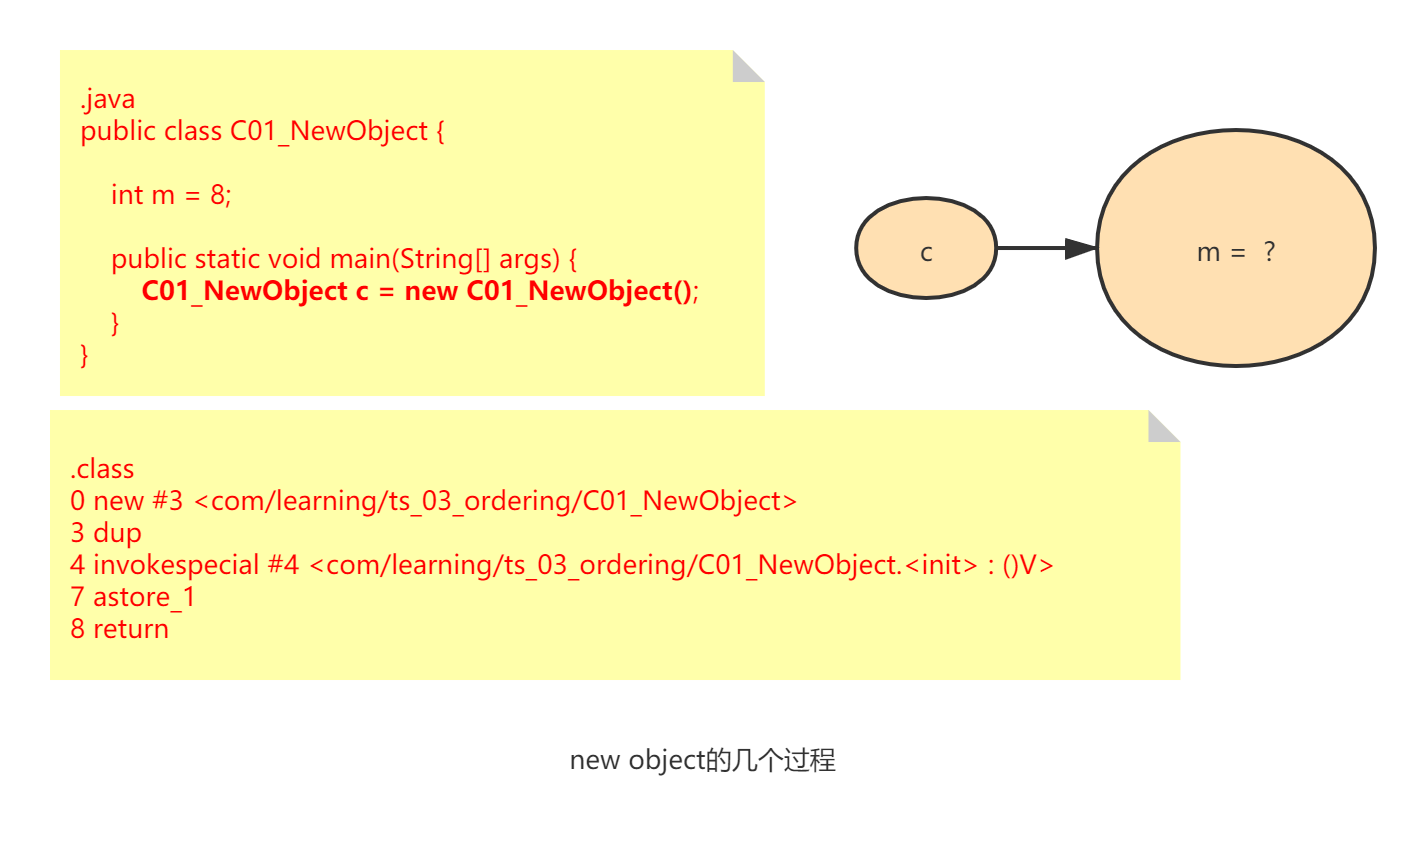 .java
public class C01_NewObject {
int m = 8;
public static void main(String[] args) {
C01_NewObject c = new C01_NewObject();
}
}
c
m = ?
.class
0 new #3 <com/learning/ts_03_ordering/C01_NewObject>
3 dup
4 invokespecial #4 <com/learning/ts_03_ordering/C01_NewObject.<init> : ()V>
7 astore_1
8 return
new object的几个过程